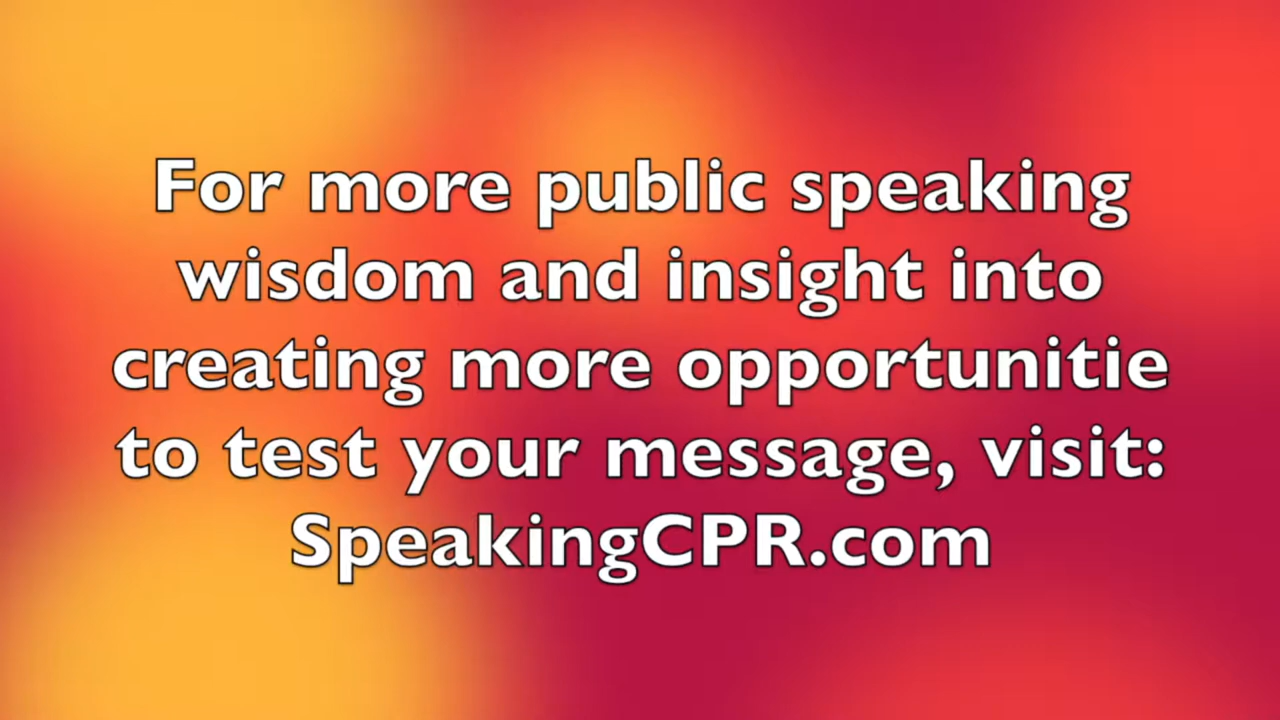 For more public speaking
wisdom and insight into
creating more opportunitie
to test your message, visit:
SpeakingCPR.com